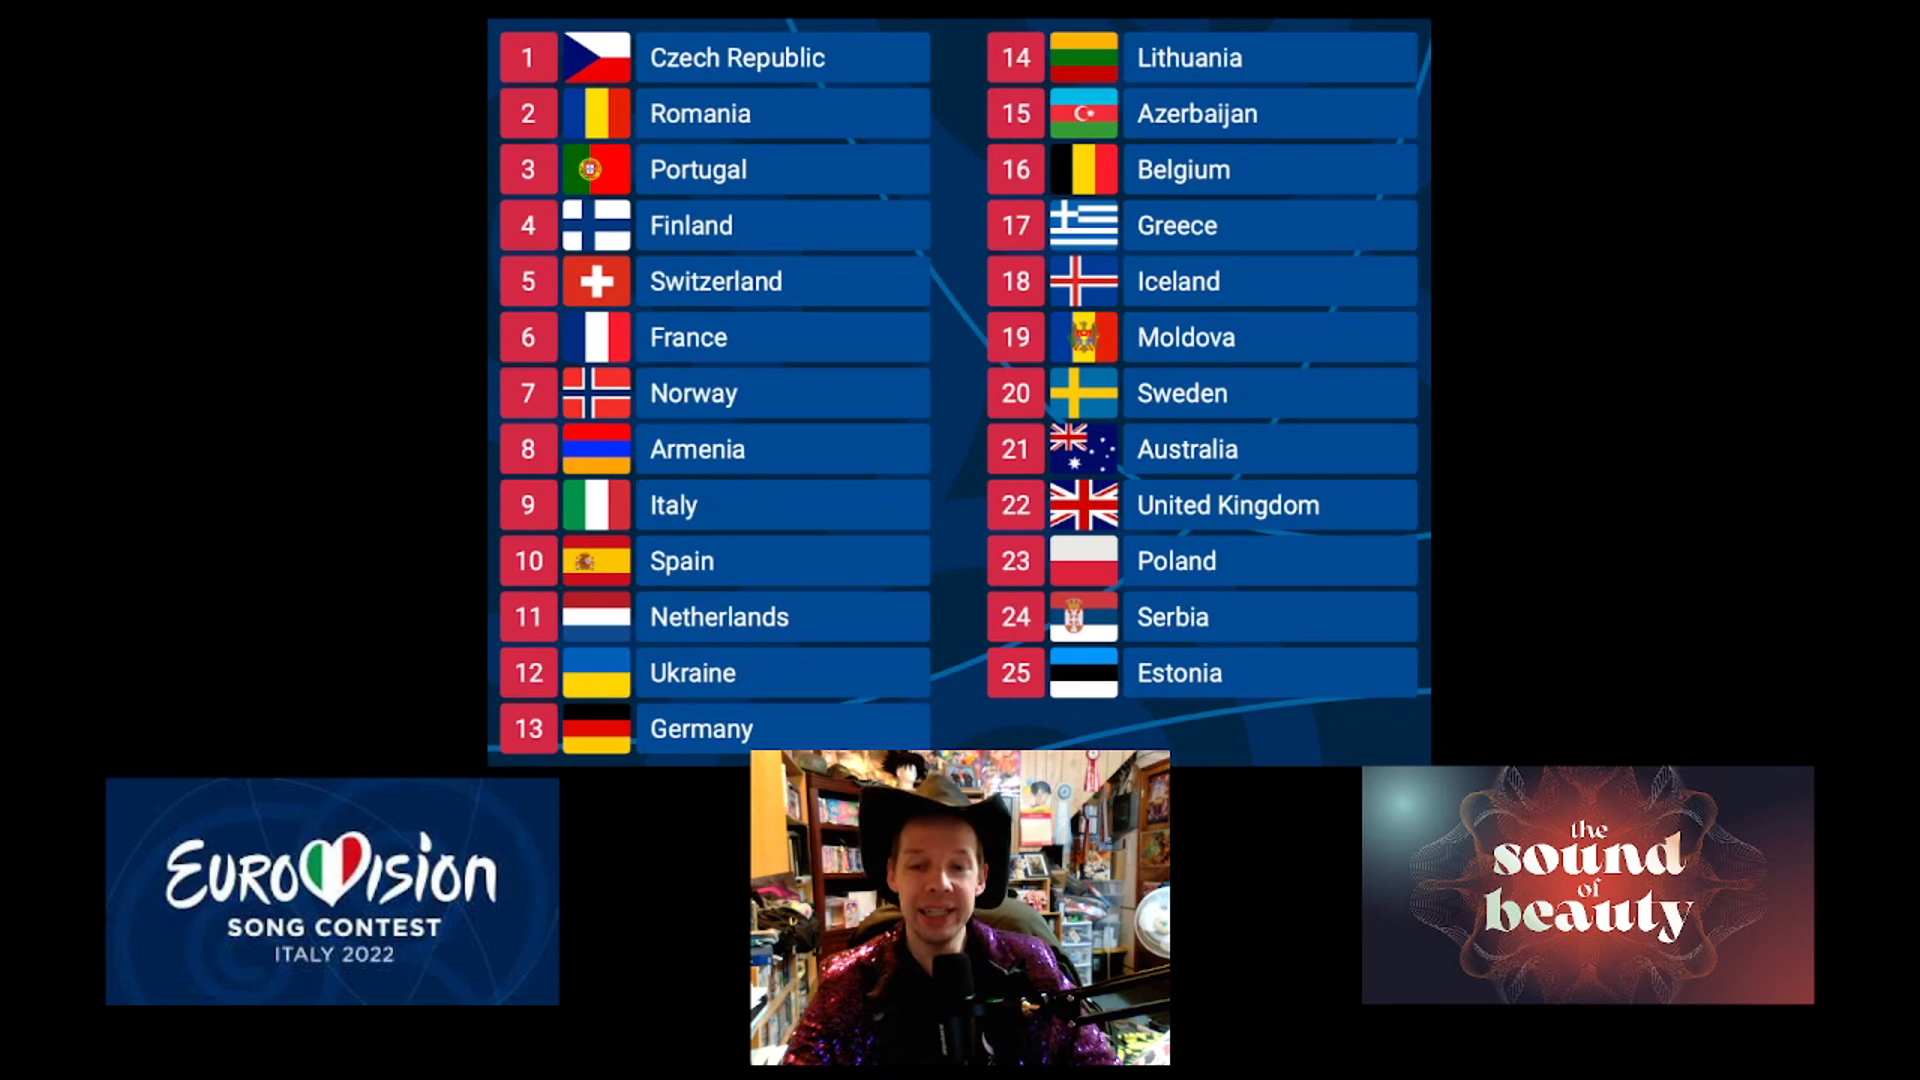 1 Czech Republic
2 Romania
3 Portugal
4 Finland
5 Switzerland
6 France
7 Norway
8 Armenia
9 Italy
10 Spain
11 Netherlands
12 Ukraine
13 Germany
14 Lithuania
15 Azerbaijan
16 Belgium
17 Greece
18 Iceland
19 Moldova
20 Sweden
21 Australia
22 United Kingdom
23 Poland
24 Serbia
25 Estonia
EUROVISION
SONG CONTEST
ITALY 2022
the
sound
of
beauty